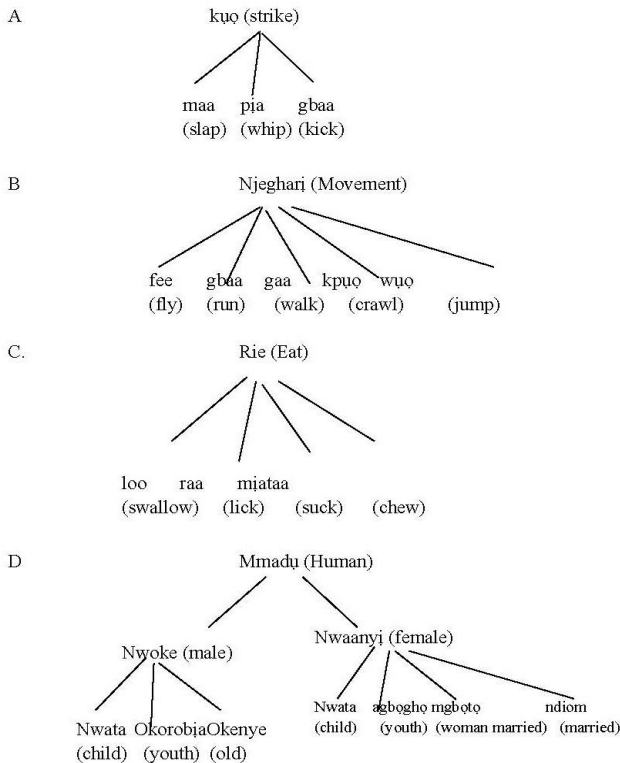 A kụọ (strike)
maa pịa gbaa
(slap) (whip) (kick)
B Njegharị (Movement)
fee gbaa gaa kpụọ wụọ
(fly) (run) (walk) (crawl) (jump)
C. Rie (Eat)
loo raa mịataa
(swallow) (lick) (suck) (chew)
D Mmadụ (Human)
Nwaanyị (female)
Nwoke (male)
Nwata agbọghọ mgbọtọ ndiom
(child) (youth) (woman married) (married)
Nwata OkorobịaOkenye
(child) (youth) (old)